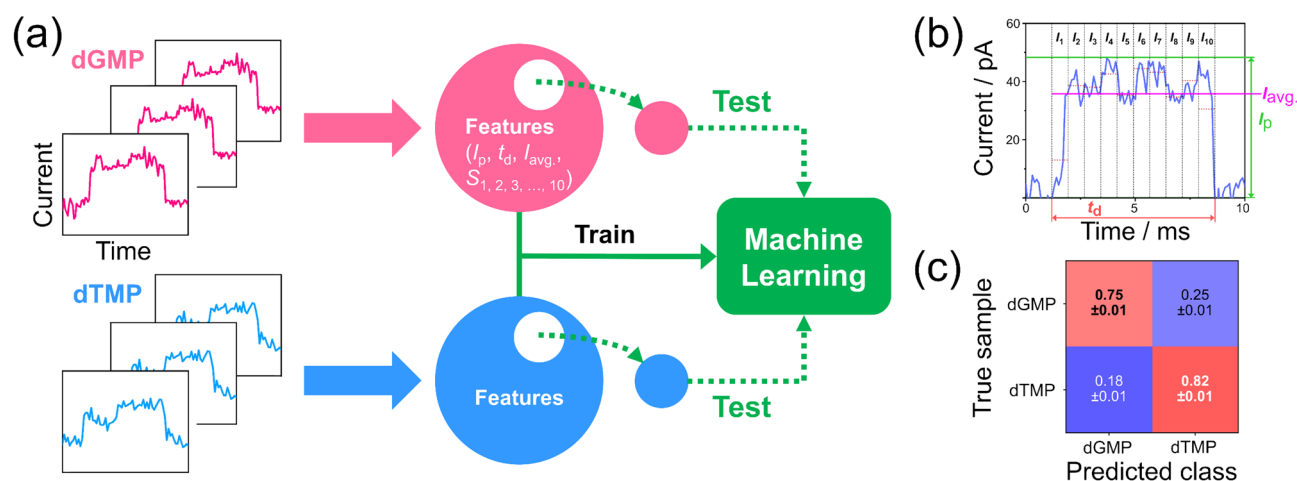 (a)
dGMP
Current
Time
dTMP
Features
(Ip, td, Iavg.,
S1, 2, 3, ..., 10)
Test
Train
Machine
Learning
Features
Test
(b)
Current / pA
60
40
20
0
I1 I2 I3 I4 I5 I6 I7 I8 I9 I10
Iavg.
Ip
td
0 5 10
Time / ms
(c)
True sample
dGMP
0.75
±0.01
0.25
±0.01
dTMP
0.18
±0.01
0.82
±0.01
dGMP dTMP
Predicted class